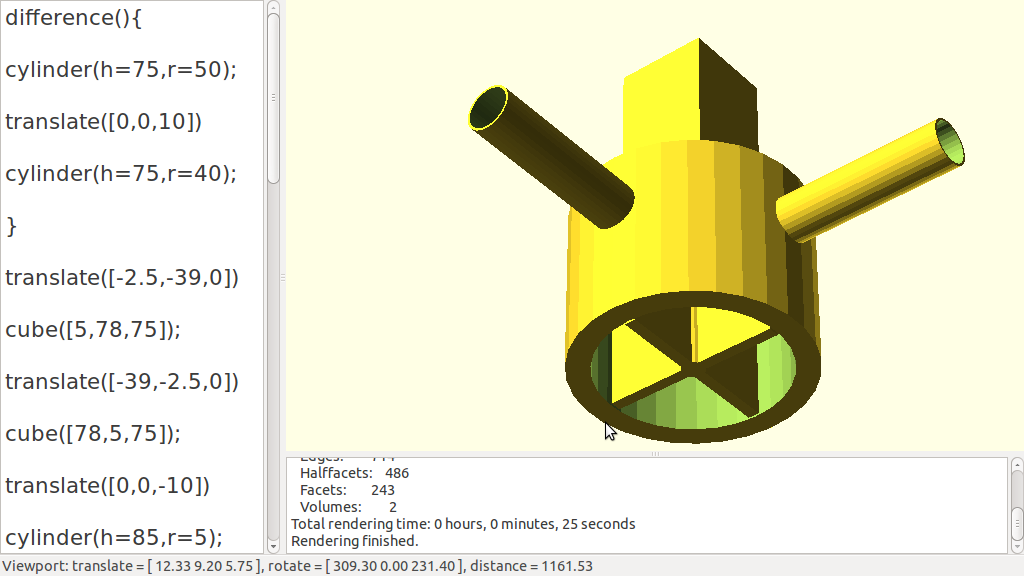 difference(){
cylinder(h=75,r=50);
translate([0,0,10])
cylinder(h=75,r=40);
}
translate([-2.5,-39,0])
cube([5,78,75]);
translate([-39,-2.5,0])
cube([78,5,75]);
translate([0,0,-10])
cylinder(h=85,r=5);
Halffacets: 486
Facets: 243
Volumes: 2
Total rendering time: 0 hours, 0 minutes, 25 seconds
Rendering finished.
Viewport: translate = [ 12.33 9.20 5.75 ], rotate = [ 309.30 0.00 231.40 ], distance = 1161.53